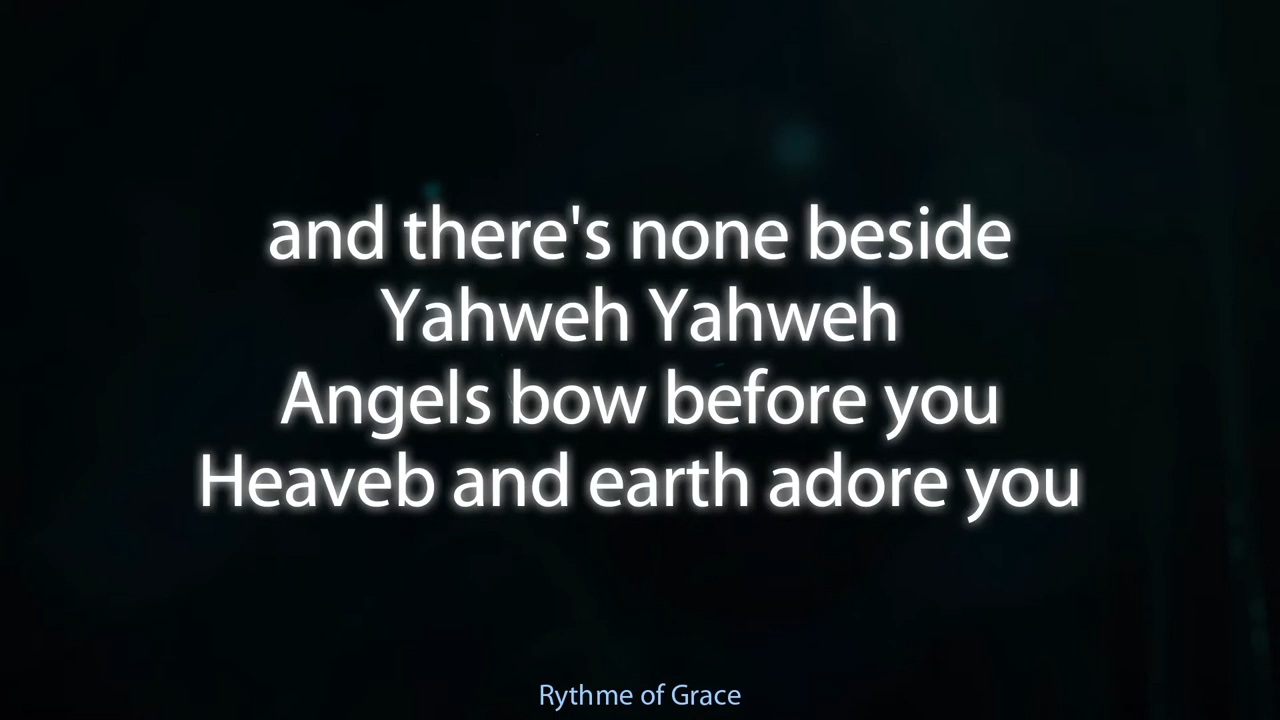 and there's none beside
Yahweh Yahweh
Angels bow before you
Heaveb and earth adore you
Rythme of Grace